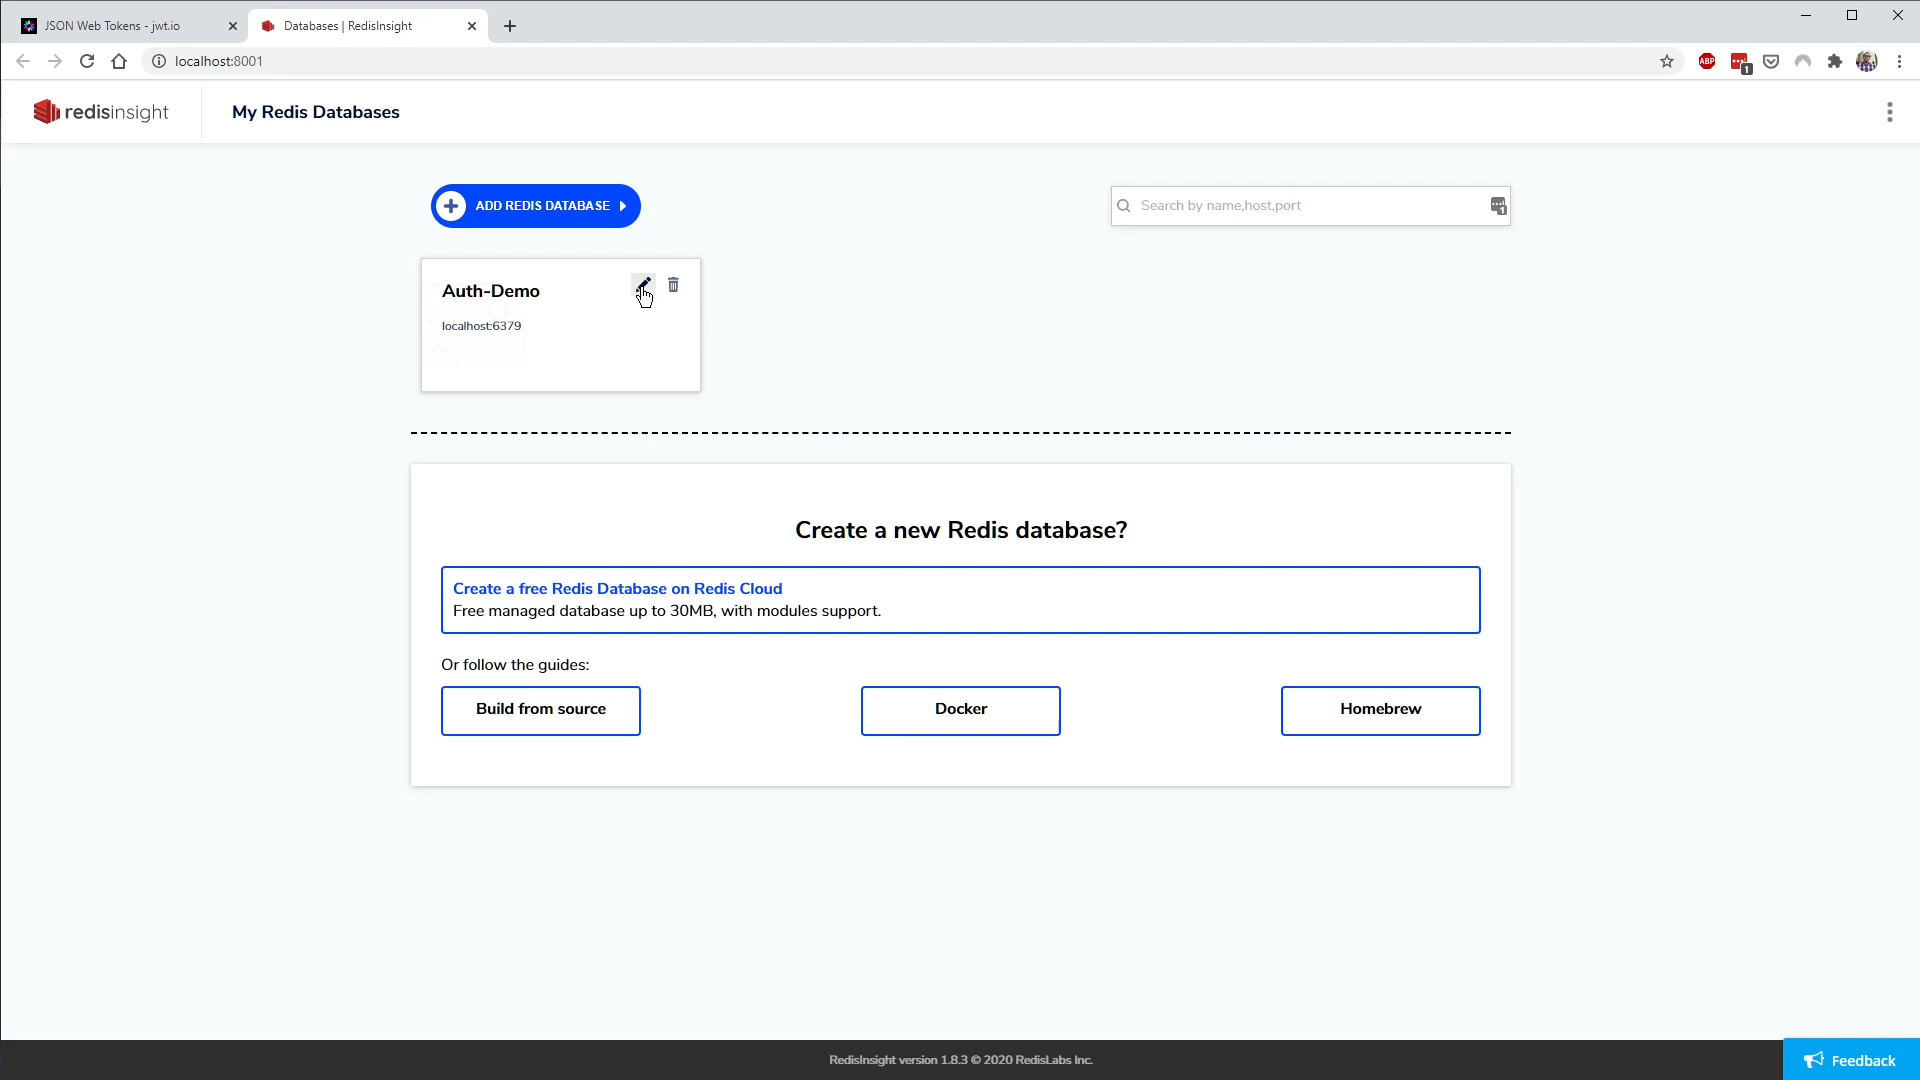 JSON Web Tokens - jwt.io
Databases | RedisInsight
localhost:8001
ABP
1
redisinsight
My Redis Databases
ADD REDIS DATABASE
Search by name,host,port
1
Auth-Demo
localhost:6379
Create a new Redis database?
Create a free Redis Database on Redis Cloud
Free managed database up to 30MB, with modules support.
Or follow the guides:
Build from source
Docker
Homebrew
RedisInsight version 1.8.3 © 2020 RedisLabs Inc.
Feedback